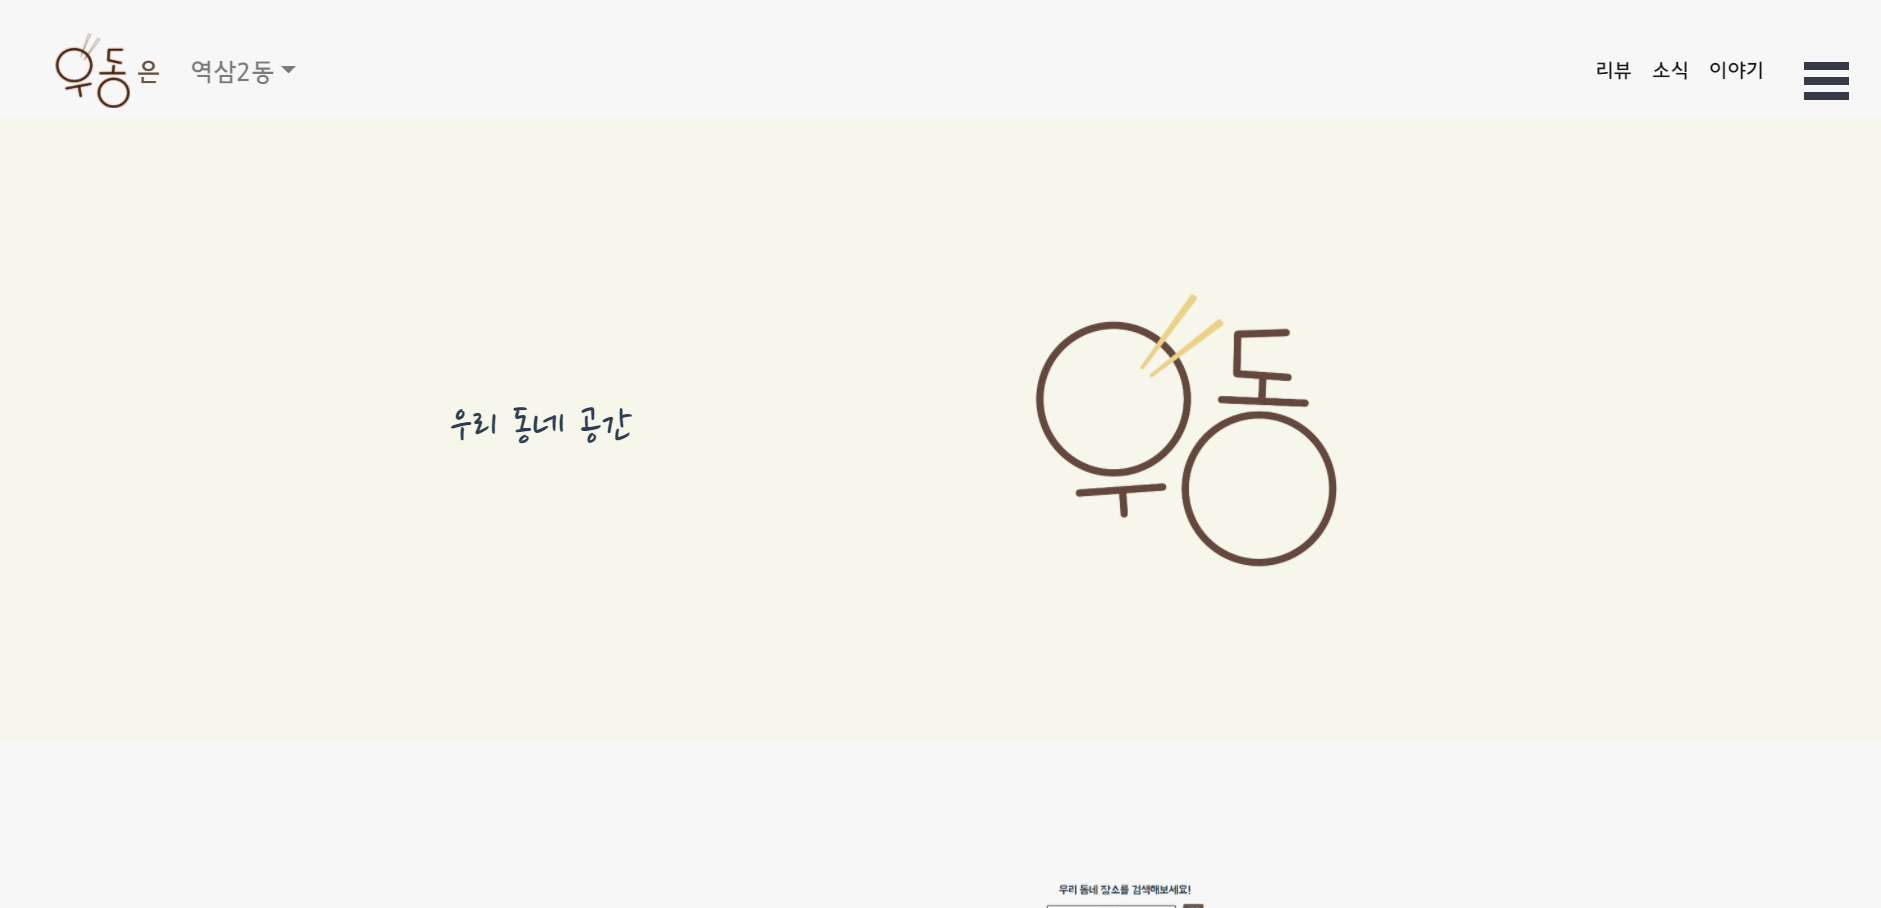 우동 은 역삼2동 리뷰 소식 이야기
우리 동네 공간
우동
우리 동네 장소를 검색해보세요!